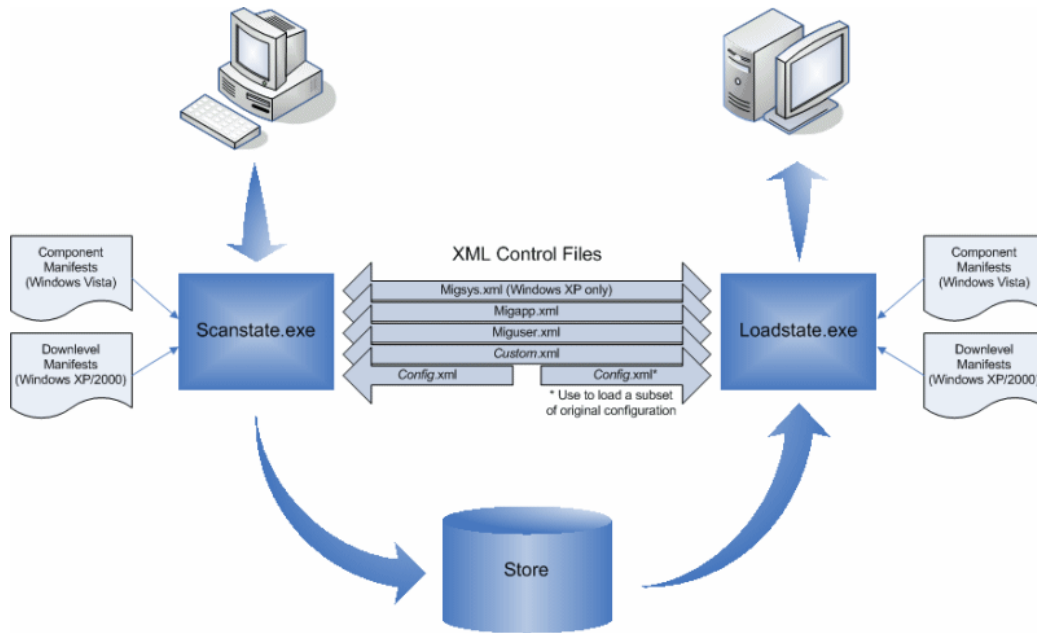 XML Control Files
Component
Manifests
(Windows Vista)
Downlevel
Manifests
(Windows XP/2000)
Scanstate.exe
Migsys.xml (Windows XP only)
Migapp.xml
Miguser.xml
Custom.xml
Config.xml
Config.xml*
* Use to load a subset
of original configuration
Loadstate.exe
Component
Manifests
(Windows Vista)
Downlevel
Manifests
(Windows XP/2000)
Store